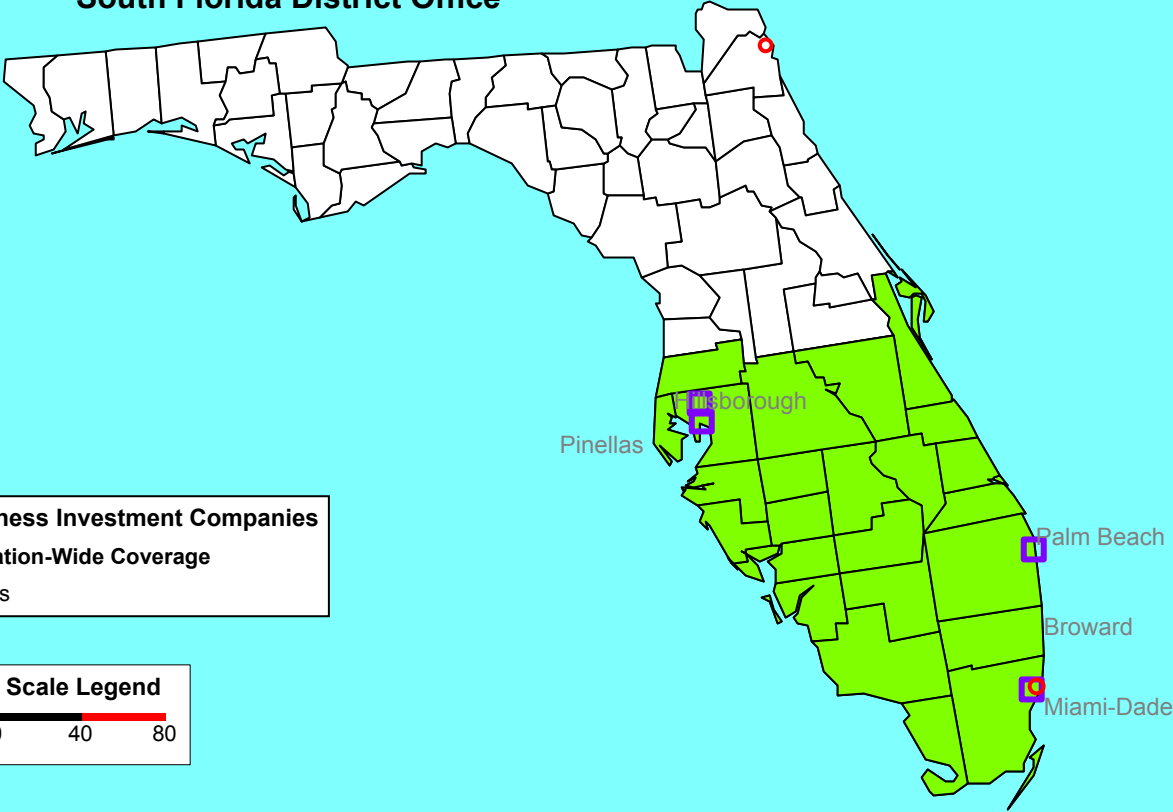 South Florida District Office
Hillsborough
Pinellas
ness Investment Companies
ation-Wide Coverage
s
Palm Beach
Broward
Scale Legend
40 80
Miami-Dade